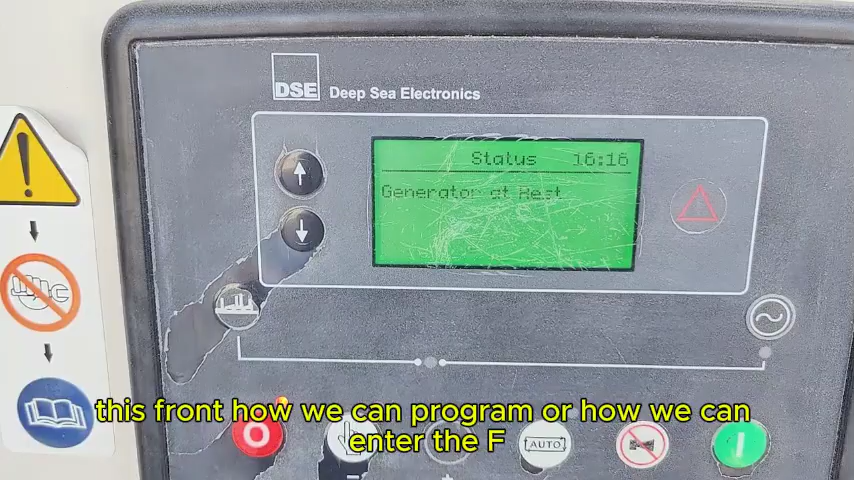 DSE Deep Sea Electronics
Status 16:16
Generator at Rest
AUTO
this front how we can program or how we can
enter the F